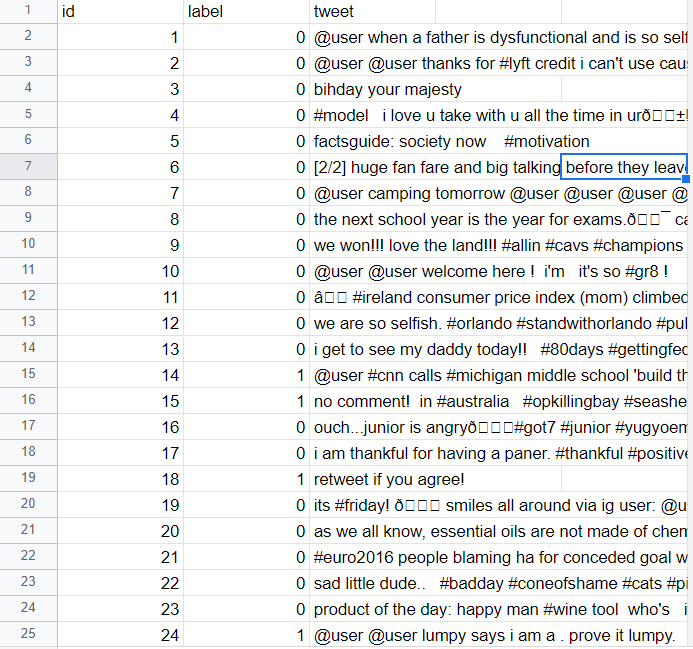 1 id label tweet
2 1 0 @user when a father is dysfunctional and is so self
3 2 0 @user @user thanks for #lyft credit i can't use cau
4 3 0 bihday your majesty
5 4 0 #model i love u take with u all the time in urð□□±!
6 5 0 factsguide: society now #motivation
7 6 0 [2/2] huge fan fare and big talking before they leave
8 7 0 @user camping tomorrow @user @user @user @
9 8 0 the next school year is the year for exams.ð□□¯ ca
10 9 0 we won!!! love the land!!! #allin #cavs #champions
11 10 0 @user @user welcome here ! i'm it's so #gr8 !
12 11 0 â□□ #ireland consumer price index (mom) climbed
13 12 0 we are so selfish. #orlando #standwithorlando #pul
14 13 0 i get to see my daddy today!! #80days #gettingfed
15 14 1 @user #cnn calls #michigan middle school 'build th
16 15 1 no comment! in #australia #opkillingbay #seashe
17 16 0 ouch...junior is angryð□□□#got7 #junior #yugyoem
18 17 0 i am thankful for having a paner. #thankful #positive
19 18 1 retweet if you agree!
20 19 0 its #friday! ð□□□ smiles all around via ig user: @u
21 20 0 as we all know, essential oils are not made of chem
22 21 0 #euro2016 people blaming ha for conceded goal w
23 22 0 sad little dude.. #badday #coneofshame #cats #pi
24 23 0 product of the day: happy man #wine tool who's i
25 24 1 @user @user lumpy says i am a . prove it lumpy.